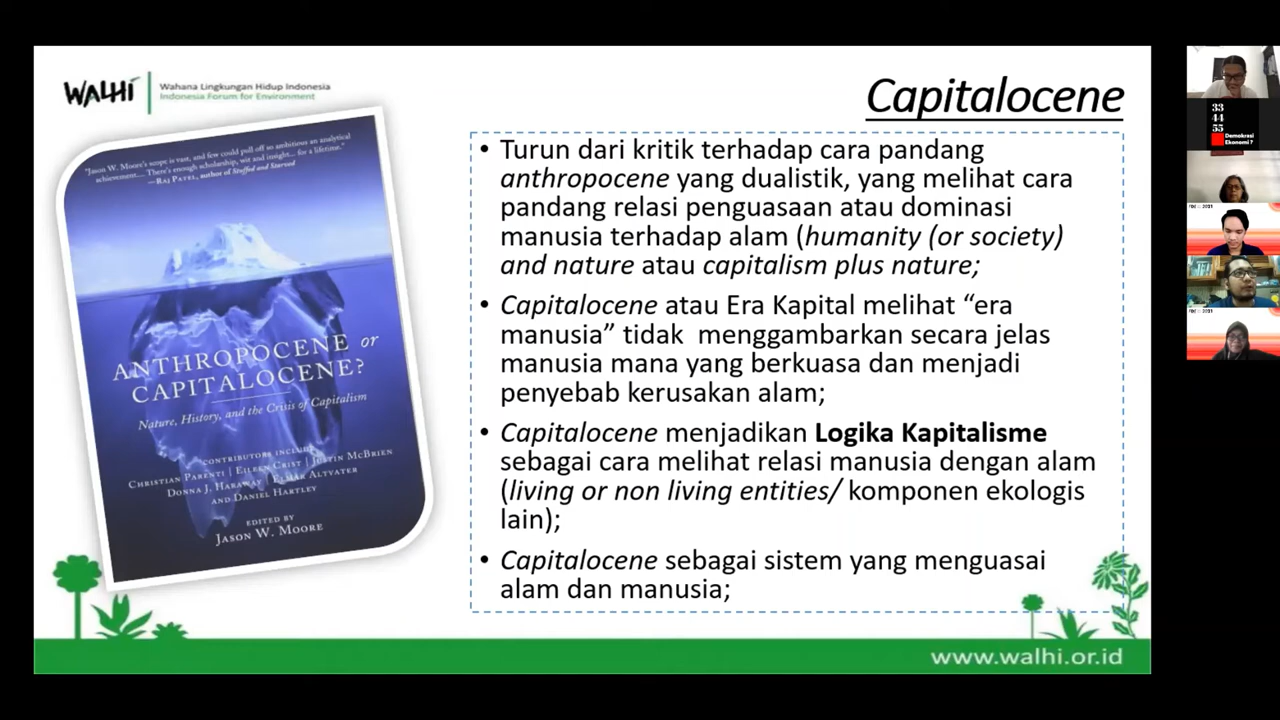 WALHI
Wahana Lingkungan Hidup Indonesia
Indonesia Forum for Environment
Capitalocene
"Jason W. Moore's scope is vast, and few could pull off so ambitious an analytical
achievement.... There's enough scholarship, wit and insight... for a lifetime."
—Raj Patel, author of Stuffed and Starved
ANTHROPOCENE or
CAPITALOCENE?
Nature, History, and the Crisis of Capitalism
CONTRIBUTORS INCLUDE
CHRISTIAN PARENTI | EILEEN CRIST | JUSTIN McBRIEN
DONNA J. HARAWAY | ELMAR ALTVATER
AND DANIEL HARTLEY
EDITED BY
JASON W. MOORE
• Turun dari kritik terhadap cara pandang
anthropocene yang dualistik, yang melihat cara
pandang relasi penguasaan atau dominasi
manusia terhadap alam (humanity (or society)
and nature atau capitalism plus nature;
• Capitalocene atau Era Kapital melihat “era
manusia” tidak menggambarkan secara jelas
manusia mana yang berkuasa dan menjadi
penyebab kerusakan alam;
• Capitalocene menjadikan Logika Kapitalisme
sebagai cara melihat relasi manusia dengan alam
(living or non living entities/ komponen ekologis
lain);
• Capitalocene sebagai sistem yang menguasai
alam dan manusia;
www.walhi.or.id
33
44
55
Demokrasi
Ekonomi ?